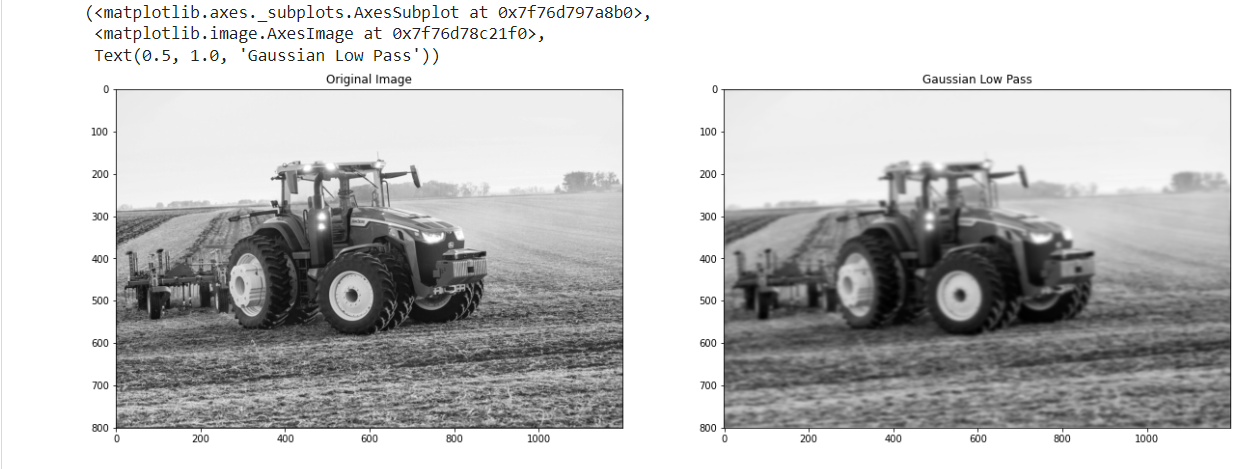 (<matplotlib.axes._subplots.AxesSubplot at 0x7f76d797a8b0>,
<matplotlib.image.AxesImage at 0x7f76d78c21f0>,
Text(0.5, 1.0, 'Gaussian Low Pass'))
Original Image
0
100
200
300
400
500
600
700
800
0 200 400 600 800 1000
Gaussian Low Pass
0
100
200
300
400
500
600
700
800
0 200 400 600 800 1000